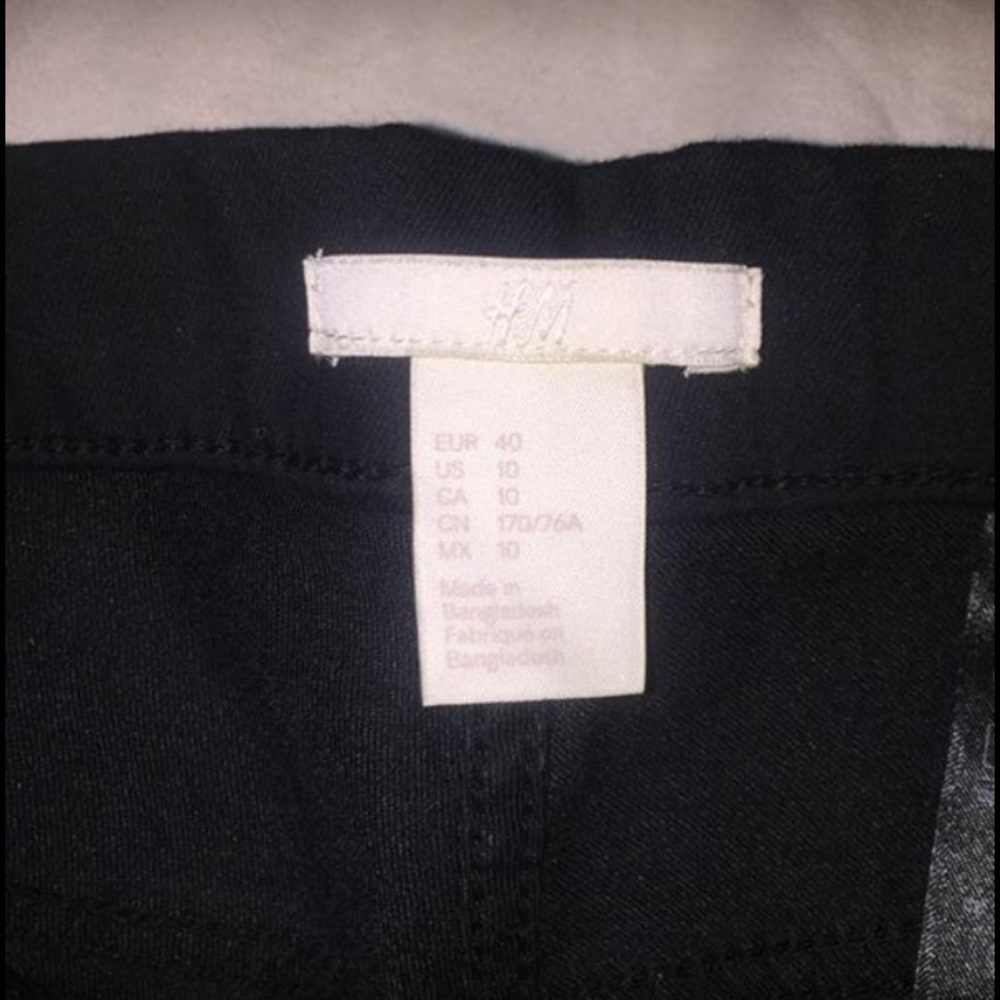 H&M
EUR 40
US 10
CA 10
CN 170/76A
MX 10
Made in
Bangladesh
Fabriqué en
Bangladesh